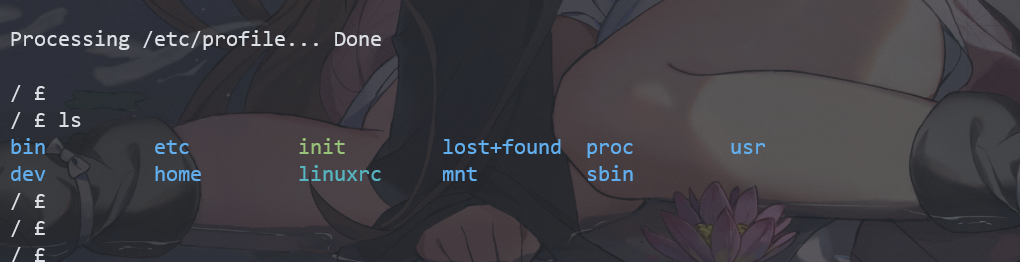 Processing /etc/profile... Done
/ £
/ £ ls
bin etc init lost+found proc usr
dev home linuxrc mnt sbin
/ £
/ £
/ £